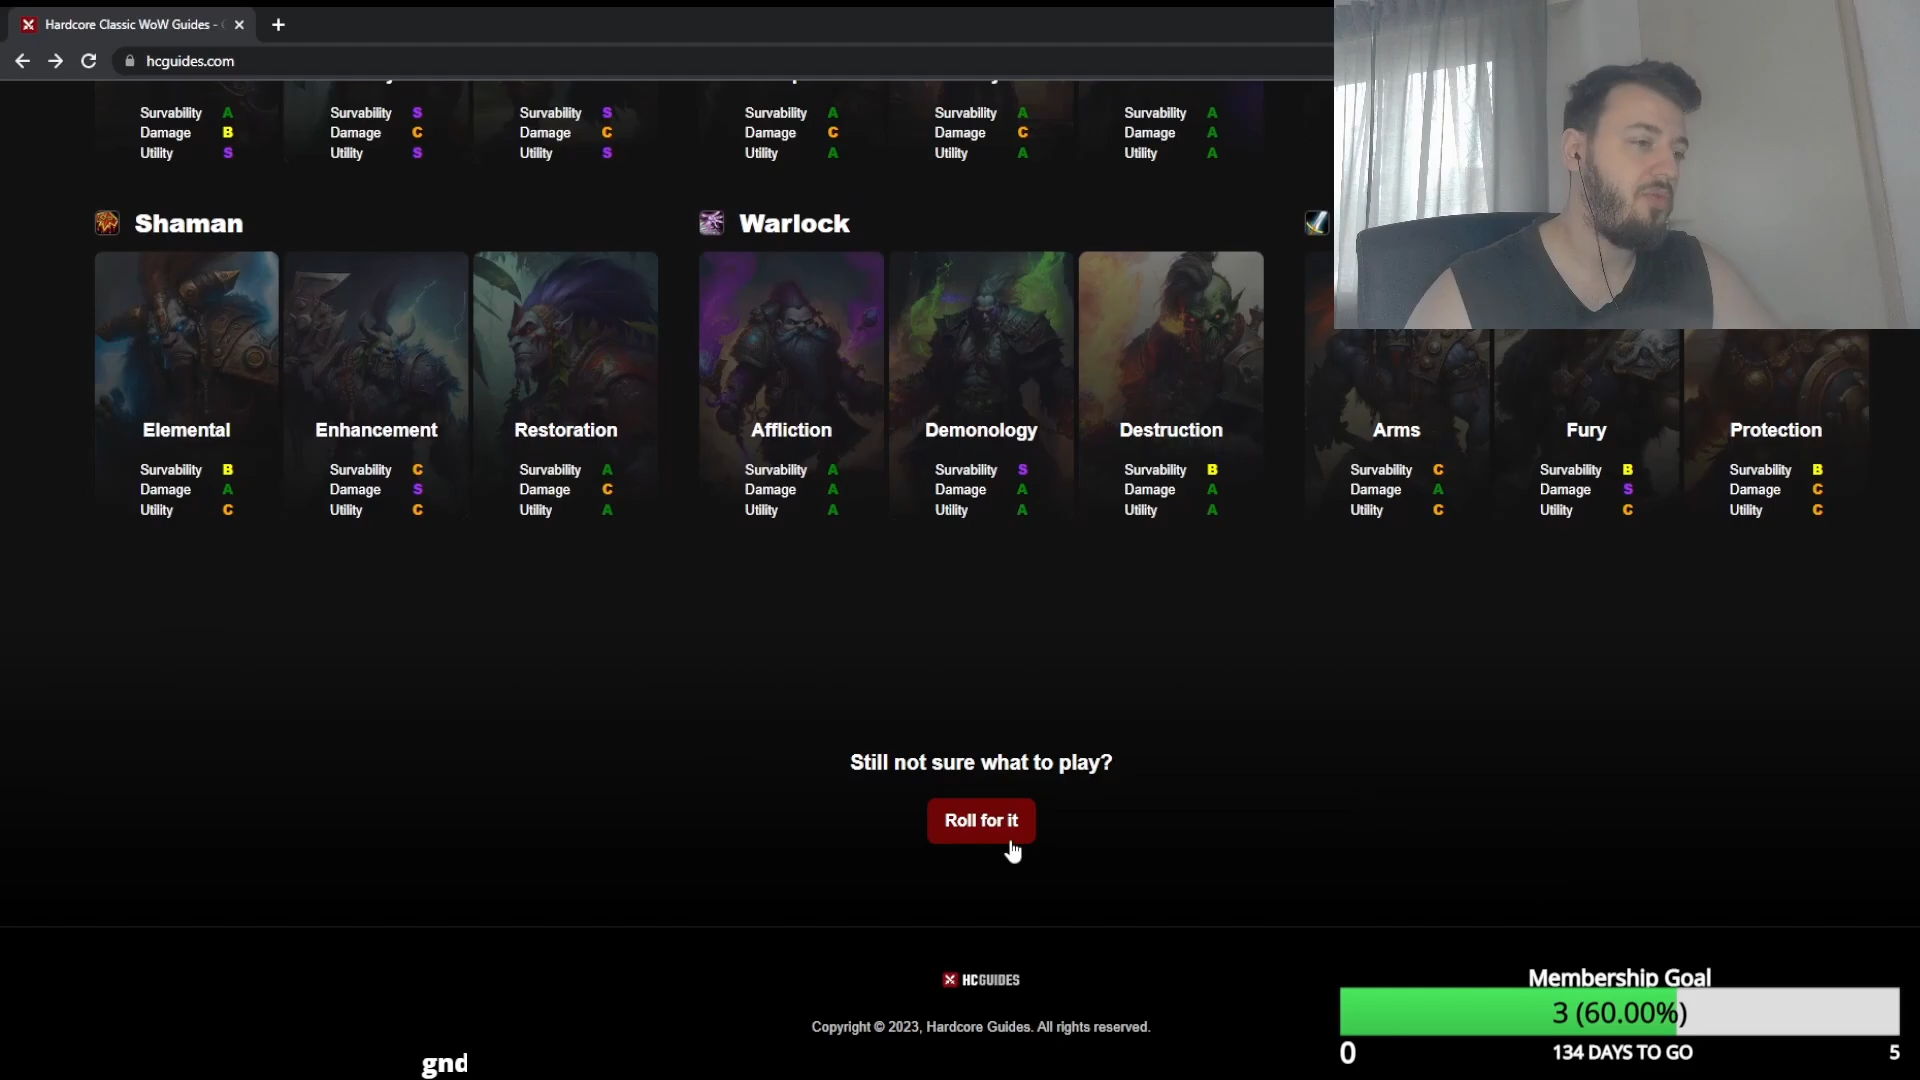 Hardcore Classic WoW Guides -
hcguides.com
Survability A Survability S Survability S Survability A Survability A Survability A
Damage B Damage C Damage C Damage C Damage C Damage A
Utility S Utility S Utility S Utility A Utility A Utility A
Shaman Warlock
Elemental Enhancement Restoration Affliction Demonology Destruction Arms Fury Protection
Survability B Survability C Survability A Survability A Survability S Survability B Survability C Survability B Survability B
Damage A Damage S Damage C Damage A Damage A Damage A Damage A Damage S Damage C
Utility C Utility C Utility A Utility A Utility A Utility A Utility C Utility C Utility C
Still not sure what to play?
Roll for it
HCGUIDES
Copyright © 2023, Hardcore Guides. All rights reserved.
Membership Goal
3 (60.00%)
0 134 DAYS TO GO 5
gnd